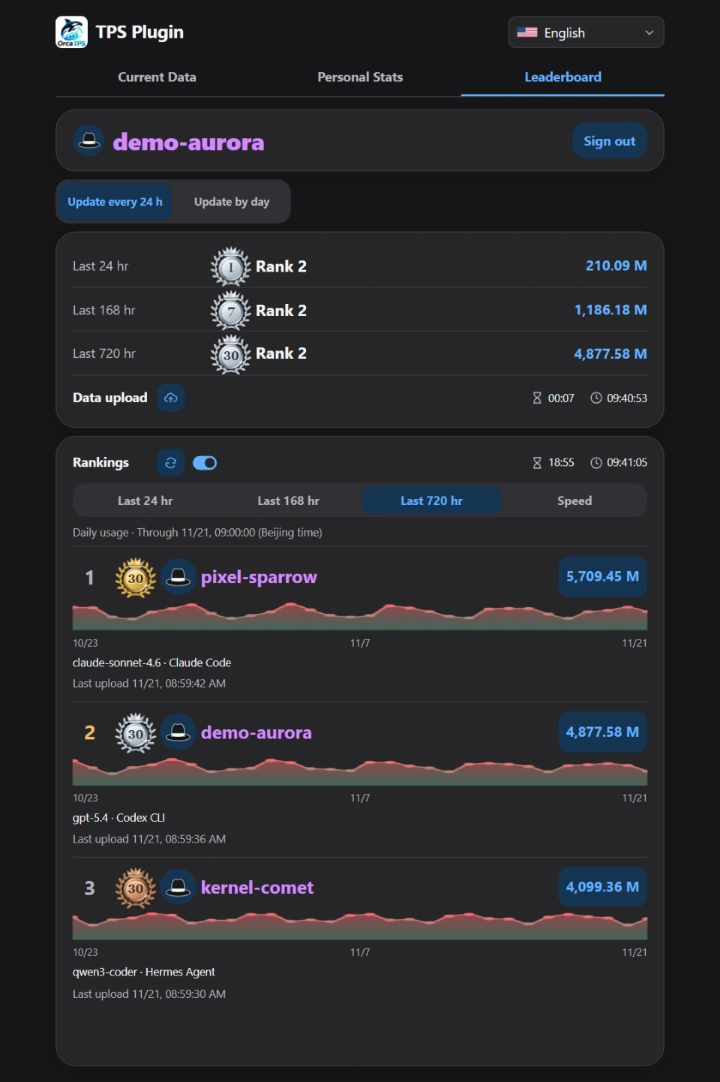 OrcaTPS
TPS Plugin
English
Current Data Personal Stats Leaderboard
demo-aurora Sign out
Update every 24 h Update by day
Last 24 hr 1 Rank 2 210.09 M
Last 168 hr 7 Rank 2 1,186.18 M
Last 720 hr 30 Rank 2 4,877.58 M
Data upload 00:07 09:40:53
Rankings 18:55 09:41:05
Last 24 hr Last 168 hr Last 720 hr Speed
Daily usage · Through 11/21, 09:00:00 (Beijing time)
1 30 pixel-sparrow 5,709.45 M
10/23 11/7 11/21
claude-sonnet-4.6 · Claude Code
Last upload 11/21, 08:59:42 AM
2 30 demo-aurora 4,877.58 M
10/23 11/7 11/21
gpt-5.4 · Codex CLI
Last upload 11/21, 08:59:36 AM
3 30 kernel-comet 4,099.36 M
10/23 11/7 11/21
qwen3-coder · Hermes Agent
Last upload 11/21, 08:59:30 AM